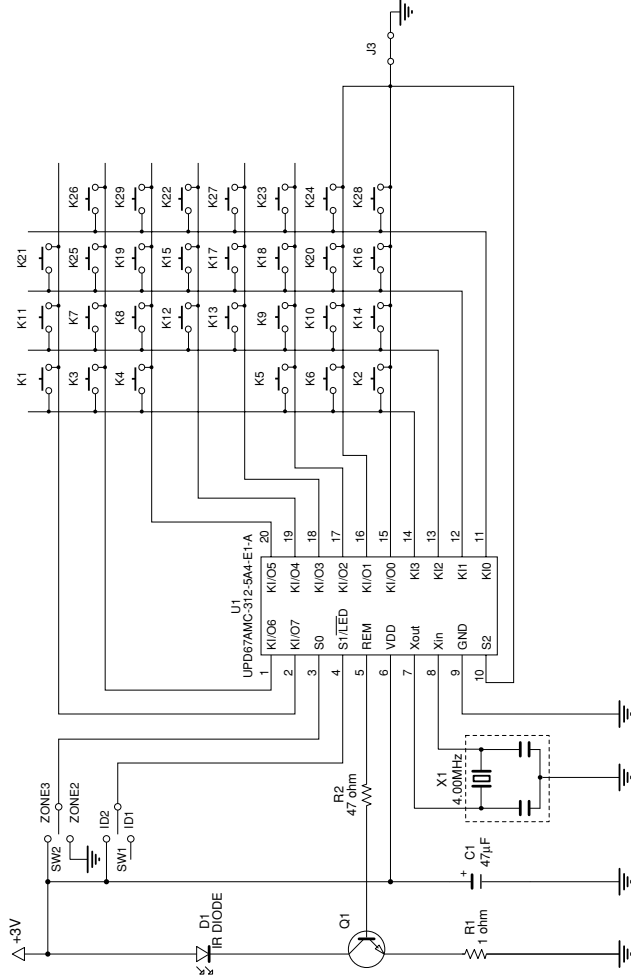 J3
K26
K29
K22
K27
K23
K24
K28
K21
K25
K19
K15
K17
K18
K20
K16
K11
K7
K8
K12
K13
K9
K10
K14
K1
K3
K4
K5
K6
K2
U1
UPD67AMC-312-5A4-E1-A
1 KI/O6 KI/O5 20
2 KI/O7 KI/O4 19
3 S0 KI/O3 18
4 S1/LED KI/O2 17
5 REM KI/O1 16
6 VDD KI/O0 15
7 Xout KI3 14
8 Xin KI2 13
9 GND KI1 12
10 S2 KI0 11
ZONE3
SW2
ZONE2
ID2
SW1
ID1
R2
47 ohm
X1
4.00MHz
+3V
D1
IR DIODE
Q1
R1
1 ohm
+
C1
47µF